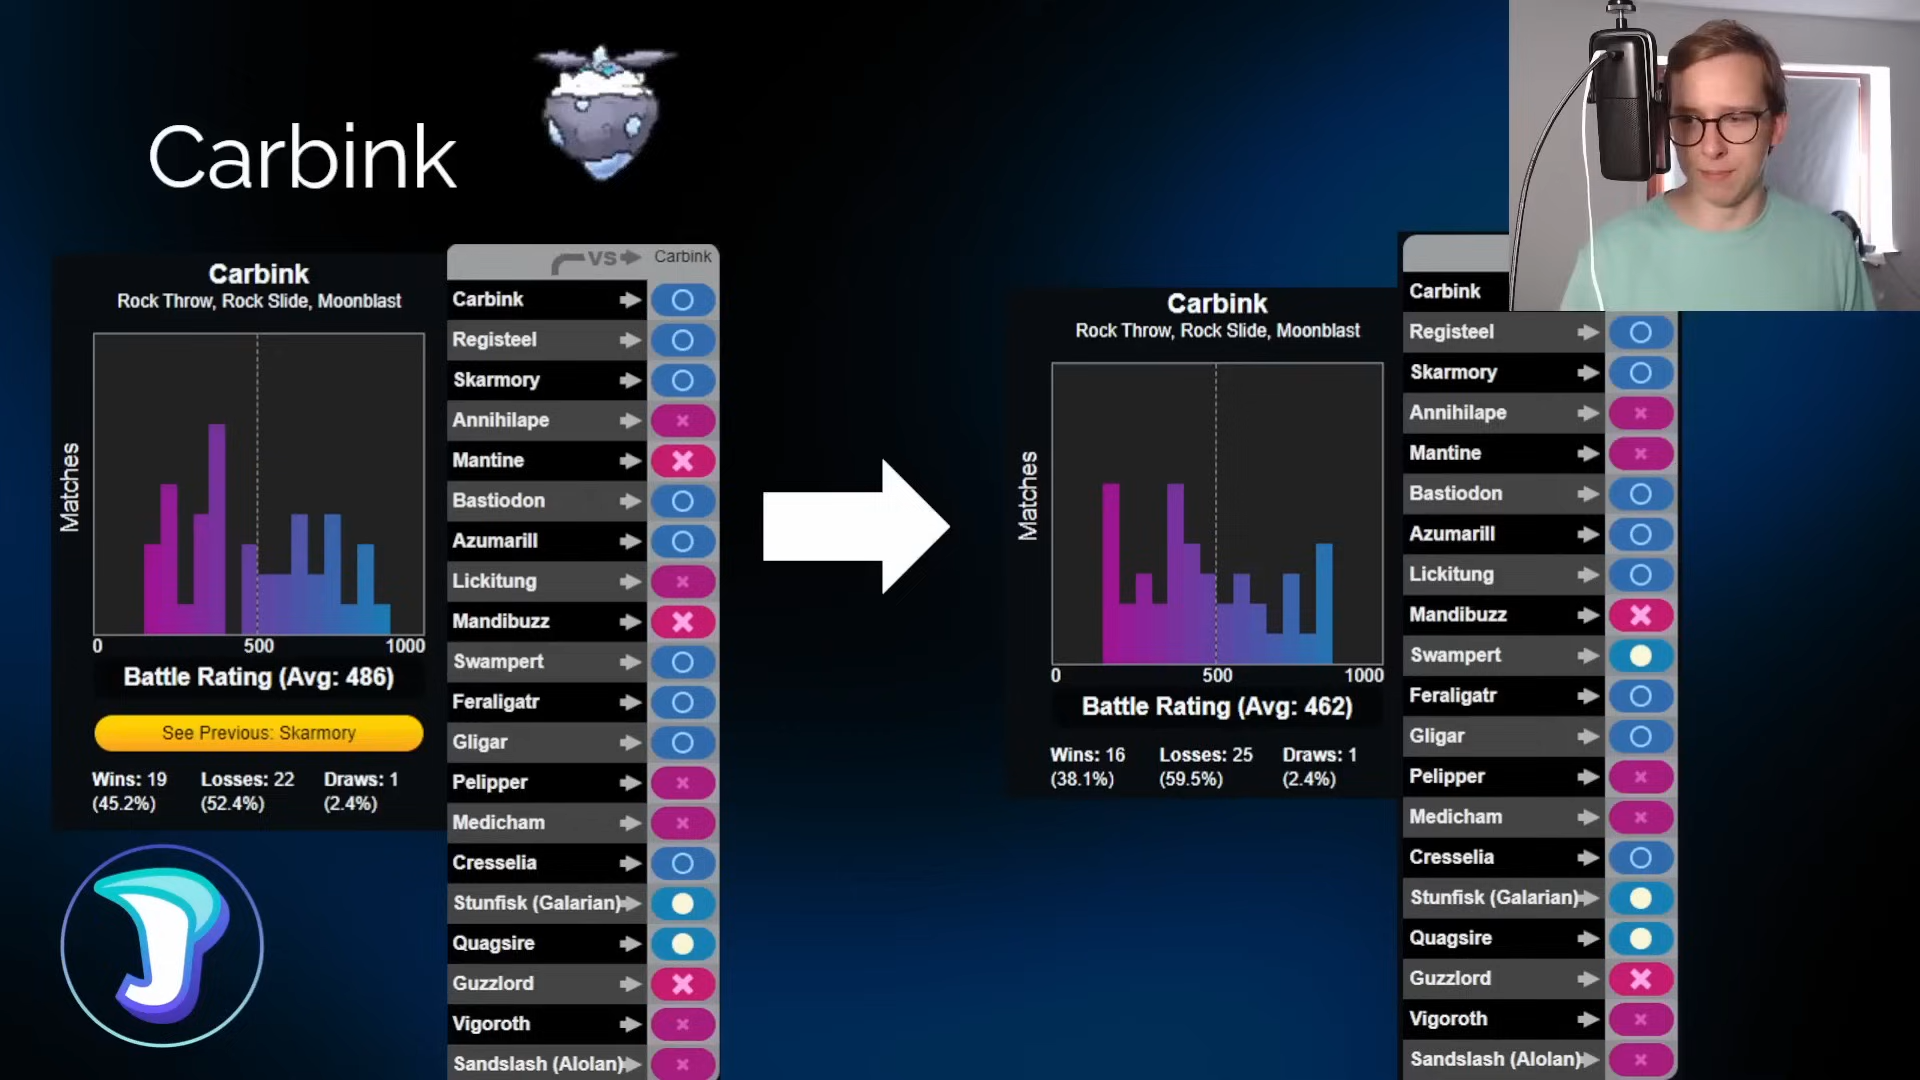 Carbink
Carbink
Rock Throw, Rock Slide, Moonblast
Matches
0 500 1000
Battle Rating (Avg: 486)
See Previous: Skarmory
Wins: 19 Losses: 22 Draws: 1
(45.2%) (52.4%) (2.4%)
VS Carbink
Carbink
Registeel
Skarmory
Annihilape
Mantine
Bastiodon
Azumarill
Lickitung
Mandibuzz
Swampert
Feraligatr
Gligar
Pelipper
Medicham
Cresselia
Stunfisk (Galarian)
Quagsire
Guzzlord
Vigoroth
Sandslash (Alolan)
Carbink
Rock Throw, Rock Slide, Moonblast
Matches
0 500 1000
Battle Rating (Avg: 462)
Wins: 16 Losses: 25 Draws: 1
(38.1%) (59.5%) (2.4%)
Carbink
Registeel
Skarmory
Annihilape
Mantine
Bastiodon
Azumarill
Lickitung
Mandibuzz
Swampert
Feraligatr
Gligar
Pelipper
Medicham
Cresselia
Stunfisk (Galarian)
Quagsire
Guzzlord
Vigoroth
Sandslash (Alolan)
J